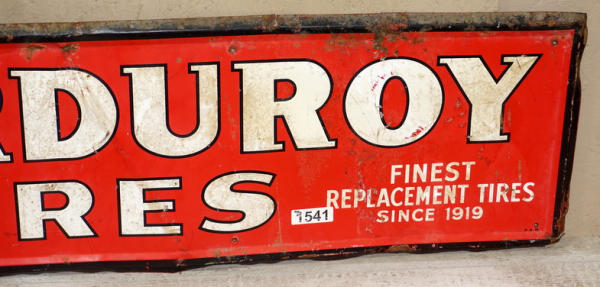 RDUROY
RES
FINEST
REPLACEMENT TIRES
SINCE 1919
1541